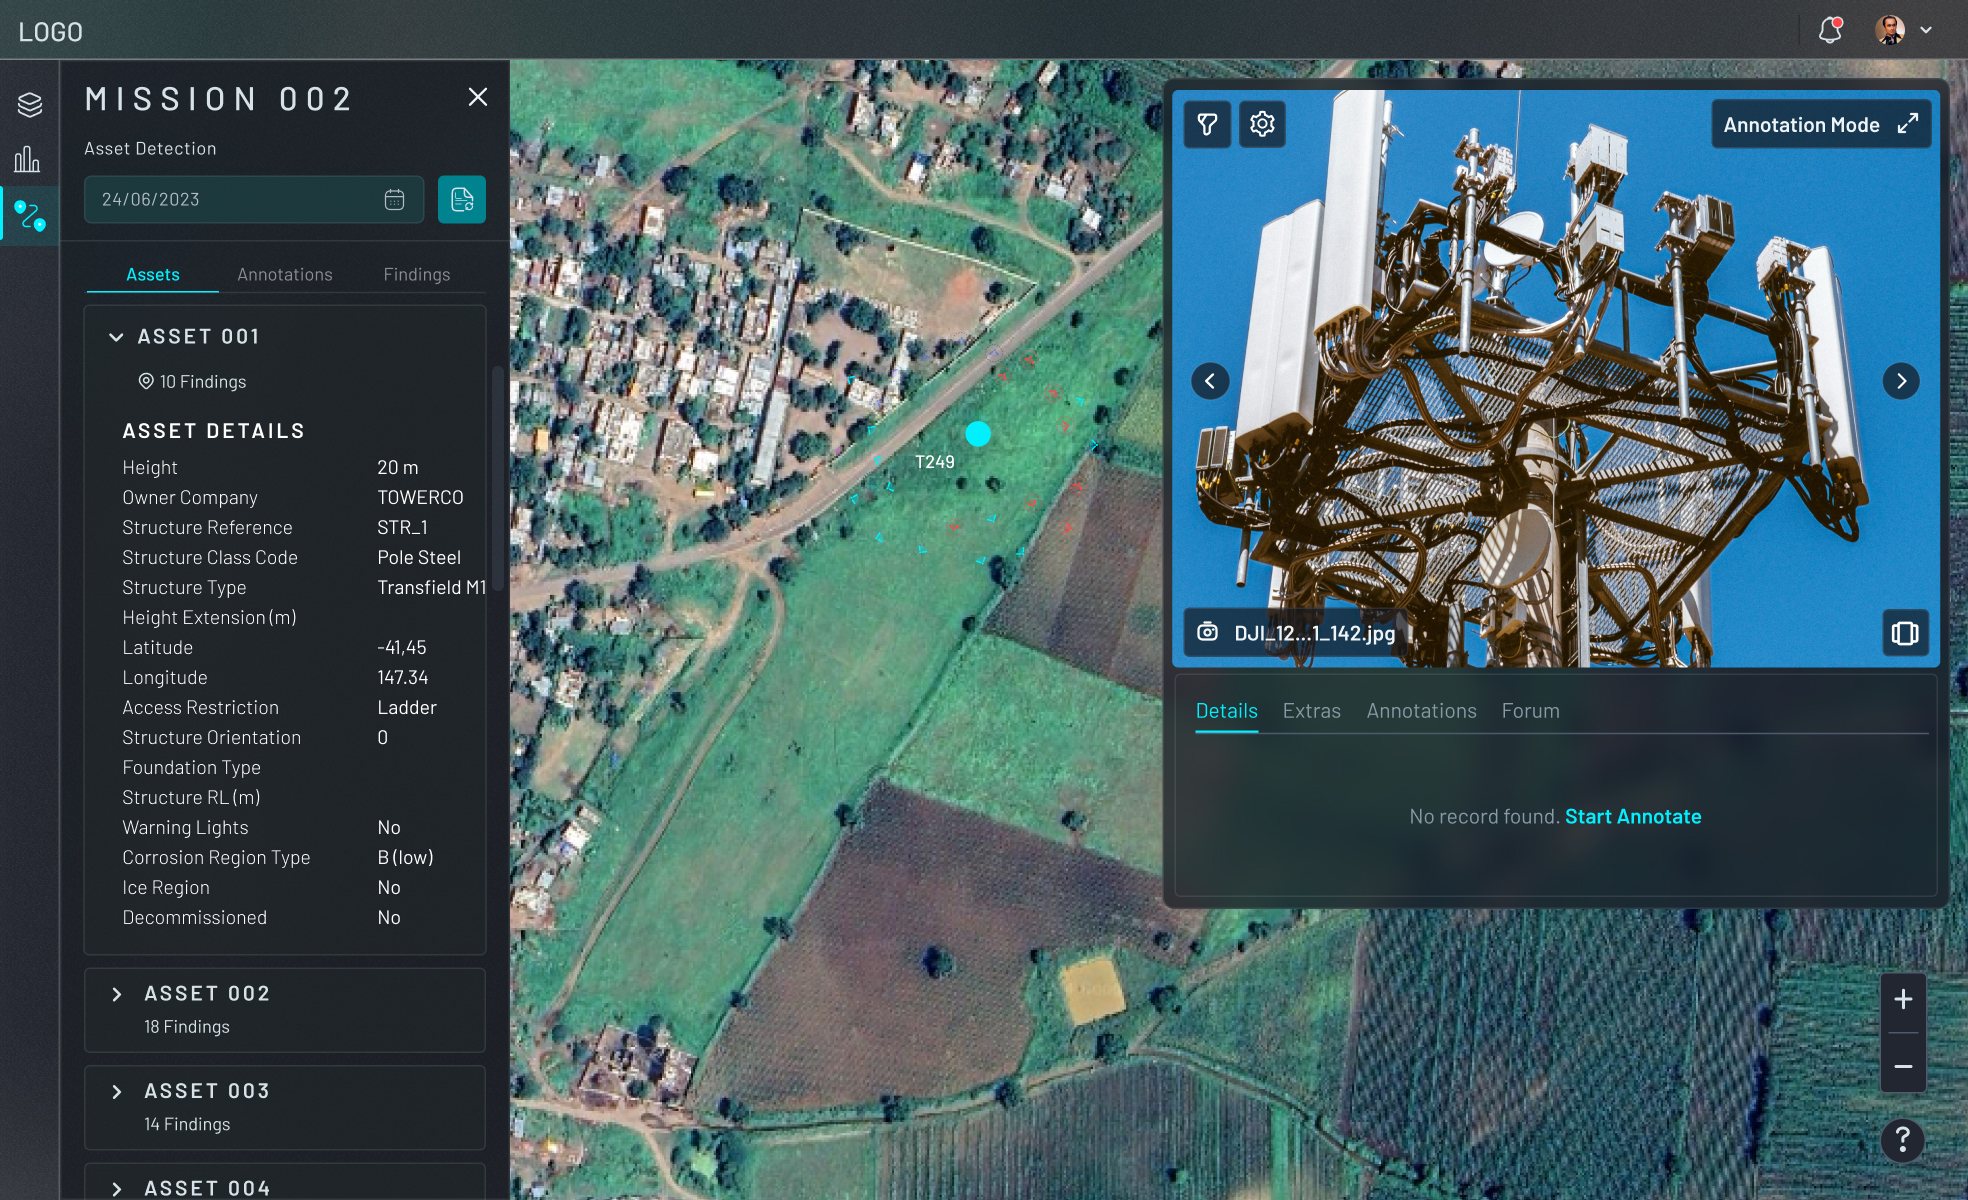 LOGO
MISSION 002
Asset Detection
24/06/2023
Assets Annotations Findings
ASSET 001
10 Findings
ASSET DETAILS
Height 20 m
Owner Company TOWERCO
Structure Reference STR_1
Structure Class Code Pole Steel
Structure Type Transfield M1
Height Extension (m)
Latitude -41,45
Longitude 147.34
Access Restriction Ladder
Structure Orientation 0
Foundation Type
Structure RL (m)
Warning Lights No
Corrosion Region Type B (low)
Ice Region No
Decommissioned No
ASSET 002
18 Findings
ASSET 003
14 Findings
ASSET 004
T249
Annotation Mode
DJI_12...1_142.jpg
Details Extras Annotations Forum
No record found. Start Annotate
+
−
?